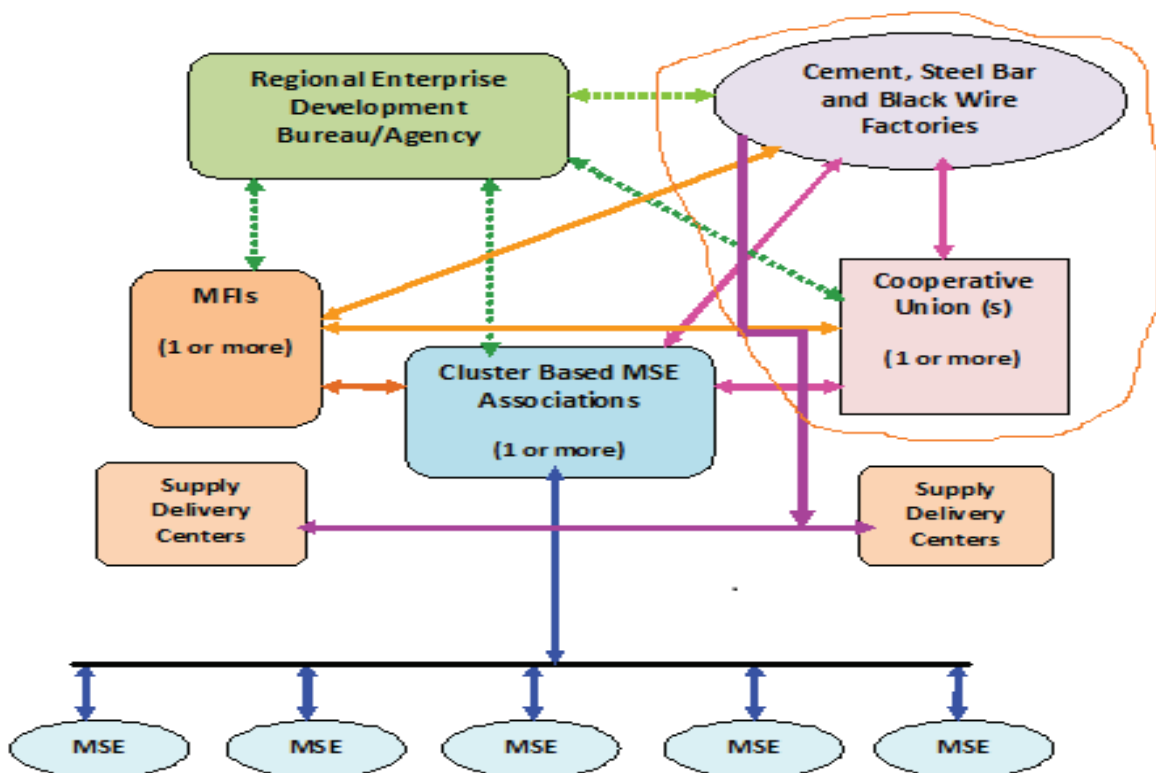 Regional Enterprise
Development
Bureau/Agency
Cement, Steel Bar
and Black Wire
Factories
MFIs
(1 or more)
Cooperative
Union (s)
(1 or more)
Cluster Based MSE
Associations
(1 or more)
Supply
Delivery
Centers
Supply
Delivery
Centers
MSE
MSE
MSE
MSE
MSE